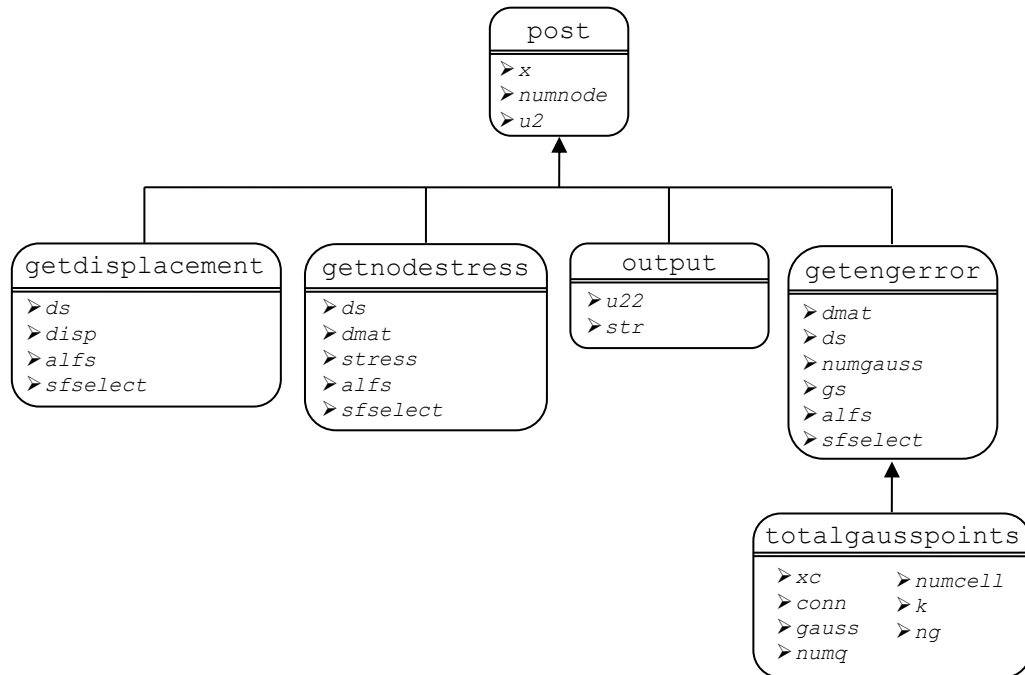 post
➢ x
➢ numnode
➢ u2
getdisplacement
➢ ds
➢ disp
➢ alfs
➢ sfselect
getnodestress
➢ ds
➢ dmat
➢ stress
➢ alfs
➢ sfselect
output
➢ u22
➢ str
getengerror
➢ dmat
➢ ds
➢ numgauss
➢ gs
➢ alfs
➢ sfselect
totalgausspoints
➢ xc
➢ conn
➢ gauss
➢ numq
➢ numcell
➢ k
➢ ng